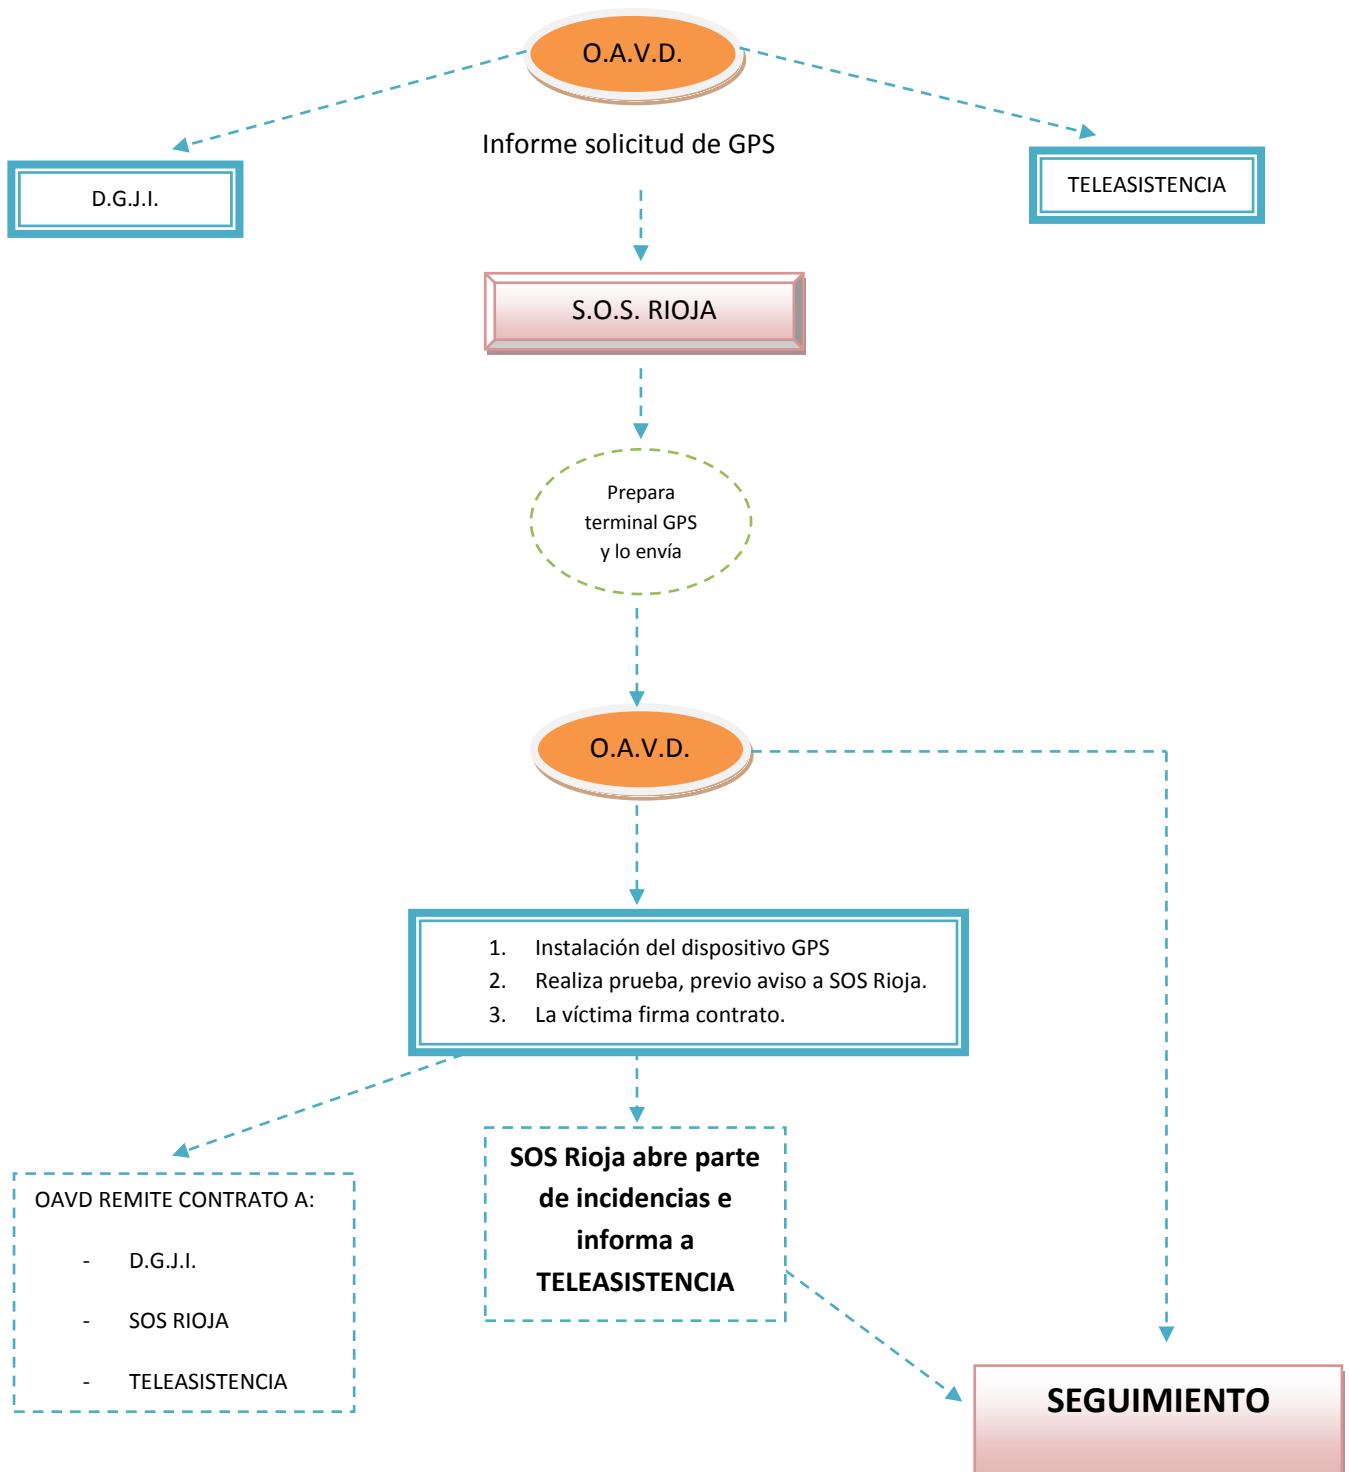 O.A.V.D.
Informe solicitud de GPS
D.G.J.I.
TELEASISTENCIA
S.O.S. RIOJA
Prepara
terminal GPS
y lo envía
O.A.V.D.
1. Instalación del dispositivo GPS
2. Realiza prueba, previo aviso a SOS Rioja.
3. La víctima firma contrato.
SOS Rioja abre parte
de incidencias e
informa a
TELEASISTENCIA
OAVD REMITE CONTRATO A:
- D.G.J.I.
- SOS RIOJA
- TELEASISTENCIA
SEGUIMIENTO